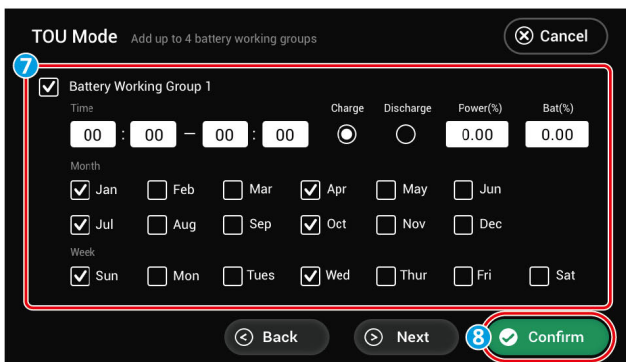 TOU Mode Add up to 4 battery working groups Cancel
7
Battery Working Group 1
Time Charge Discharge Power(%) Bat(%)
00 : 00 — 00 : 00 0.00 0.00
Month
Jan Feb Mar Apr May Jun
Jul Aug Sep Oct Nov Dec
Week
Sun Mon Tues Wed Thur Fri Sat
Back Next 8 Confirm